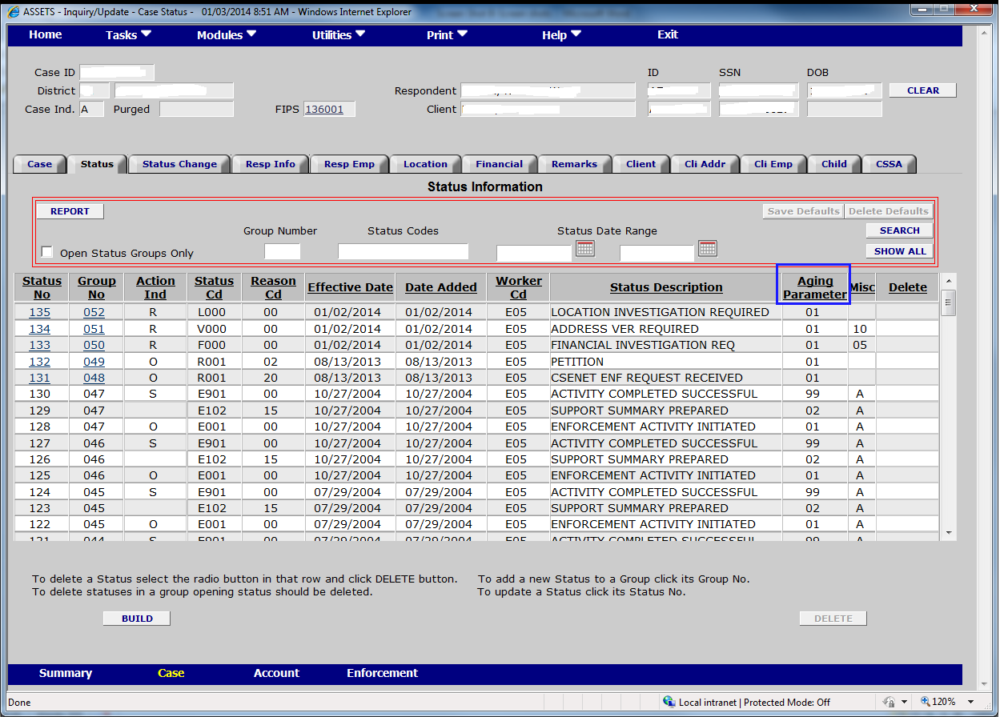 ASSETS - Inquiry/Update - Case Status -   01/03/2014 8:51 AM - Windows Internet Explorer
Home Tasks Modules Utilities Print Help Exit
Case ID ID SSN DOB
District Respondent CLEAR
Case Ind. A Purged FIPS 136001 Client
Case Status Status Change Resp Info Resp Emp Location Financial Remarks Client Cli Addr Cli Emp Child CSSA
Status Information
REPORT Save Defaults Delete Defaults
Group Number Status Codes Status Date Range SEARCH
Open Status Groups Only SHOW ALL
Status No Group No Action Ind Status Cd Reason Cd Effective Date Date Added Worker Cd Status Description Aging Parameter Misc Delete
135 052 R L000 00 01/02/2014 01/02/2014 E05 LOCATION INVESTIGATION REQUIRED 01
134 051 R V000 00 01/02/2014 01/02/2014 E05 ADDRESS VER REQUIRED 01 10
133 050 R F000 00 01/02/2014 01/02/2014 E05 FINANCIAL INVESTIGATION REQ 01 05
132 049 O R001 02 08/13/2013 08/13/2013 E05 PETITION 01
131 048 O R001 20 08/13/2013 08/13/2013 E05 CSENET ENF REQUEST RECEIVED 01
130 047 S E901 00 10/27/2004 10/27/2004 E05 ACTIVITY COMPLETED SUCCESSFUL 99 A
129 047 E102 15 10/27/2004 10/27/2004 E05 SUPPORT SUMMARY PREPARED 02 A
128 047 O E001 00 10/27/2004 10/27/2004 E05 ENFORCEMENT ACTIVITY INITIATED 01 A
127 046 S E901 00 10/27/2004 10/27/2004 E05 ACTIVITY COMPLETED SUCCESSFUL 99 A
126 046 E102 15 10/27/2004 10/27/2004 E05 SUPPORT SUMMARY PREPARED 02 A
125 046 O E001 00 10/27/2004 10/27/2004 E05 ENFORCEMENT ACTIVITY INITIATED 01 A
124 045 S E901 00 07/29/2004 07/29/2004 E05 ACTIVITY COMPLETED SUCCESSFUL 99 A
123 045 E102 15 07/29/2004 07/29/2004 E05 SUPPORT SUMMARY PREPARED 02 A
122 045 O E001 00 07/29/2004 07/29/2004 E05 ENFORCEMENT ACTIVITY INITIATED 01 A
121 044 S E901 00 07/29/2004 07/29/2004 E05 ACTIVITY COMPLETED SUCCESSFUL 99 A
To delete a Status select the radio button in that row and click DELETE button. To add a new Status to a Group click its Group No.
To delete statuses in a group opening status should be deleted. To update a Status click its Status No.
BUILD DELETE
Summary Case Account Enforcement
Done Local intranet | Protected Mode: Off 120%